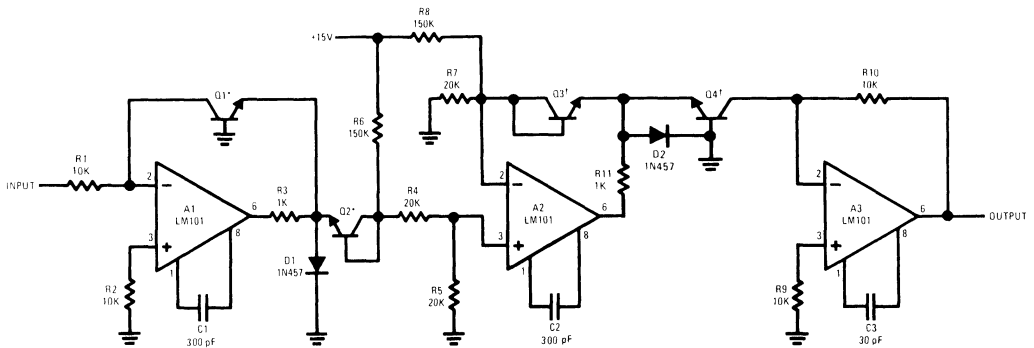 R8
150K
+15V
R7
20K
R10
10K
Q1*
Q3†
Q4†
R6
150K
D2
1N457
R1
10K
INPUT
2
A1
LM101
6
3
8
1
R3
1K
Q2*
R4
20K
2
A2
LM101
6
3
8
1
R11
1K
2
A3
LM101
6
3
8
1
OUTPUT
D1
1N457
R2
10K
R5
20K
R9
10K
C1
300 pF
C2
300 pF
C3
30 pF